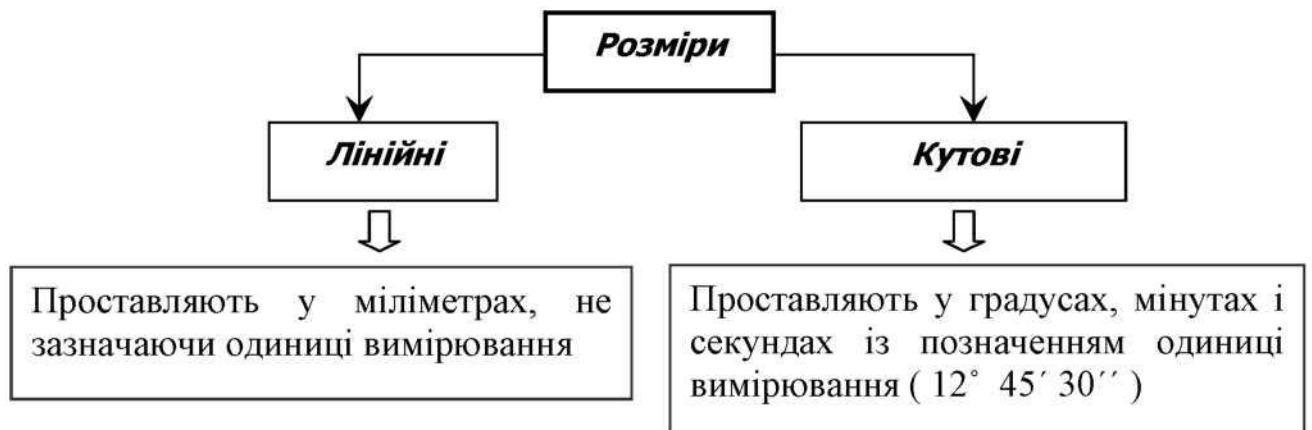 Розміри
Лінійні
Кутові
Проставляють у міліметрах, не
зазначаючи одиниці вимірювання
Проставляють у градусах, мінутах і
секундах із позначенням одиниці
вимірювання ( 12° 45´ 30´´ )